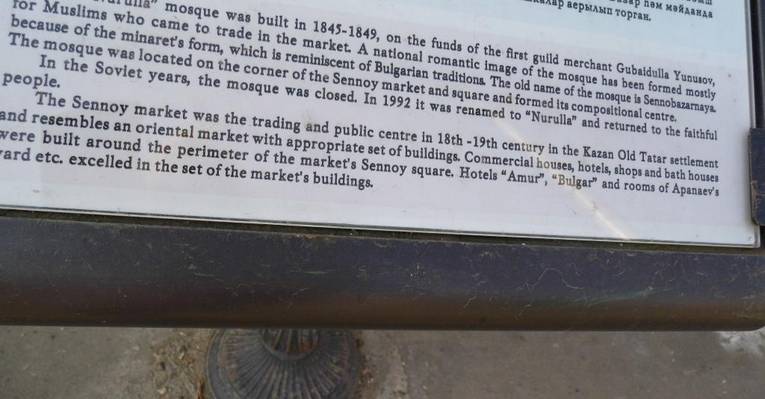 аерылып торган.
mosque was built in 1845-1849, on the funds of the first guild merchant Gubaidulla Yunusov,
for Muslims who came to trade in the market. A national romantic image of the mosque has been formed mostly
because of the minaret's form, which is reminiscent of Bulgarian traditions. The old name of the mosque is Sennobazarnaya.
The mosque was located on the corner of the Sennoy market and square and formed its compositional centre.
In the Soviet years, the mosque was closed. In 1992 it was renamed to "Nurulla" and returned to the faithful
people.
The Sennoy market was the trading and public centre in 18th -19th century in the Kazan Old Tatar settlement
and resembles an oriental market with appropriate set of buildings. Commercial houses, hotels, shops and bath houses
were built around the perimeter of the market's Sennoy square. Hotels "Amur", "Bulgar" and rooms of Apanaev's
yard etc. excelled in the set of the market's buildings.